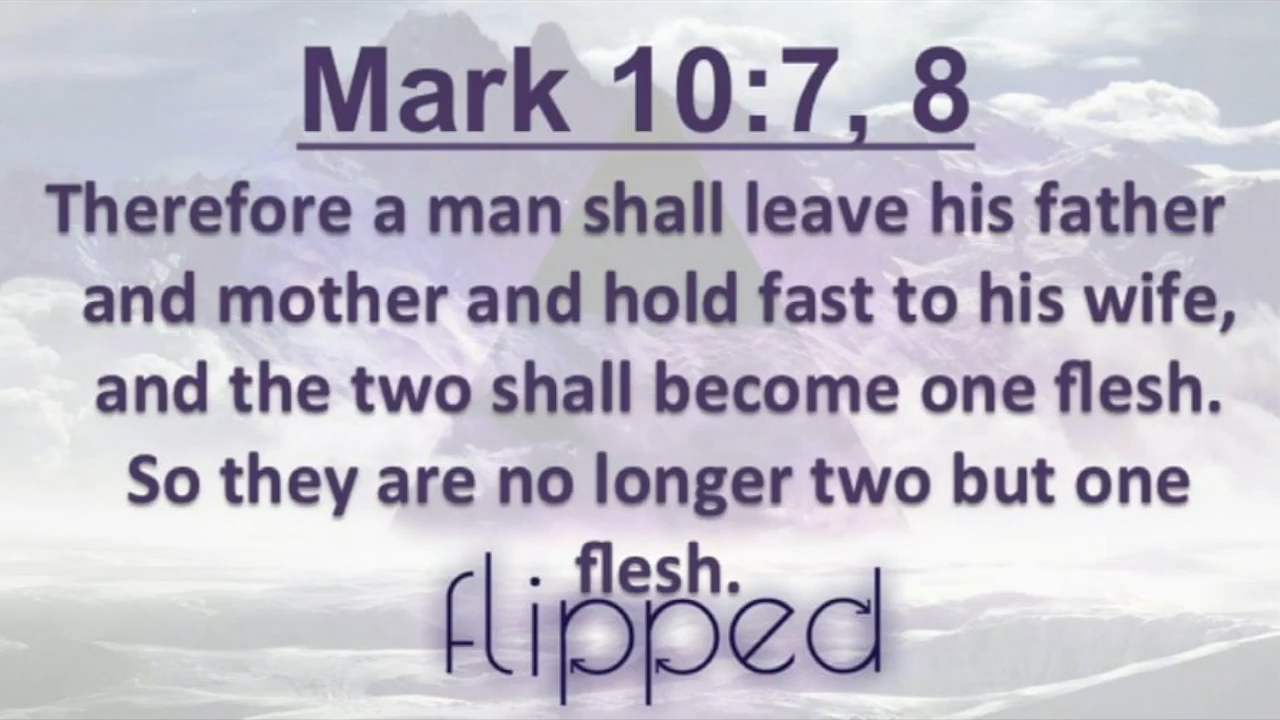 Mark 10:7, 8
Therefore a man shall leave his father
and mother and hold fast to his wife,
and the two shall become one flesh.
So they are no longer two but one
flesh.
flipped